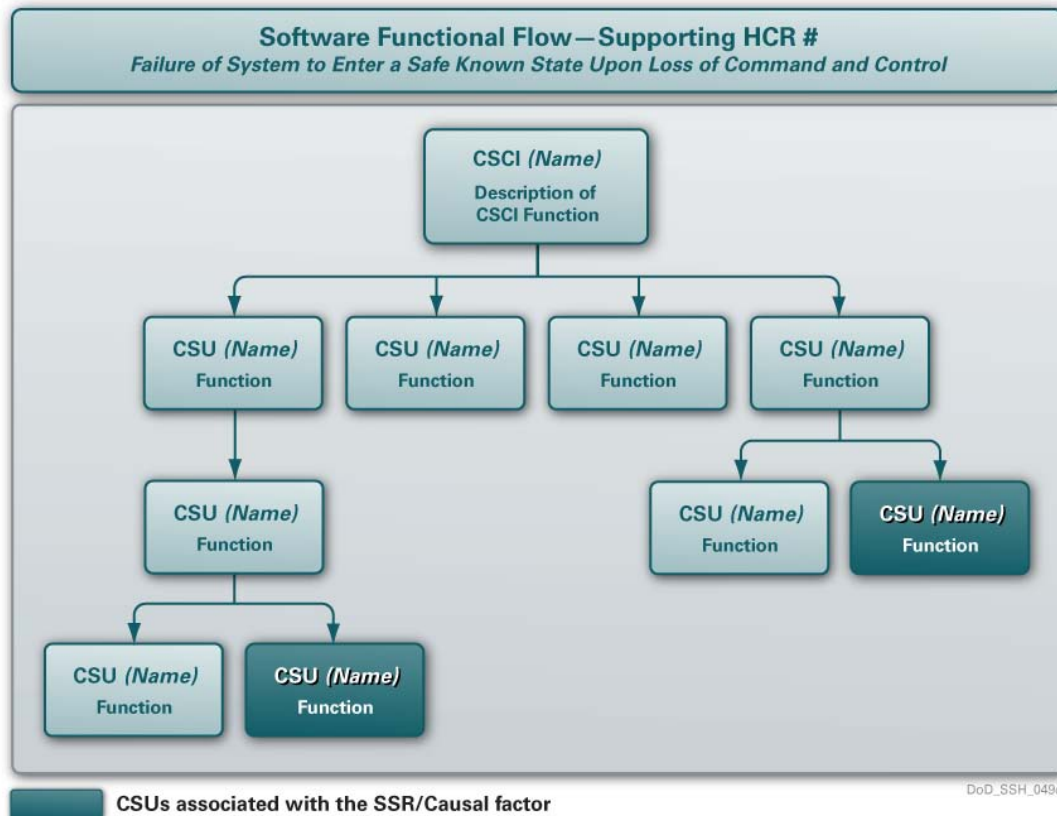 Software Functional Flow—Supporting HCR #
Failure of System to Enter a Safe Known State Upon Loss of Command and Control
CSCI (Name)
Description of
CSCI Function
CSU (Name)
Function
CSU (Name)
Function
CSU (Name)
Function
CSU (Name)
Function
CSU (Name)
Function
CSU (Name)
Function
CSU (Name)
Function
CSU (Name)
Function
CSU (Name)
Function
CSUs associated with the SSR/Causal factor